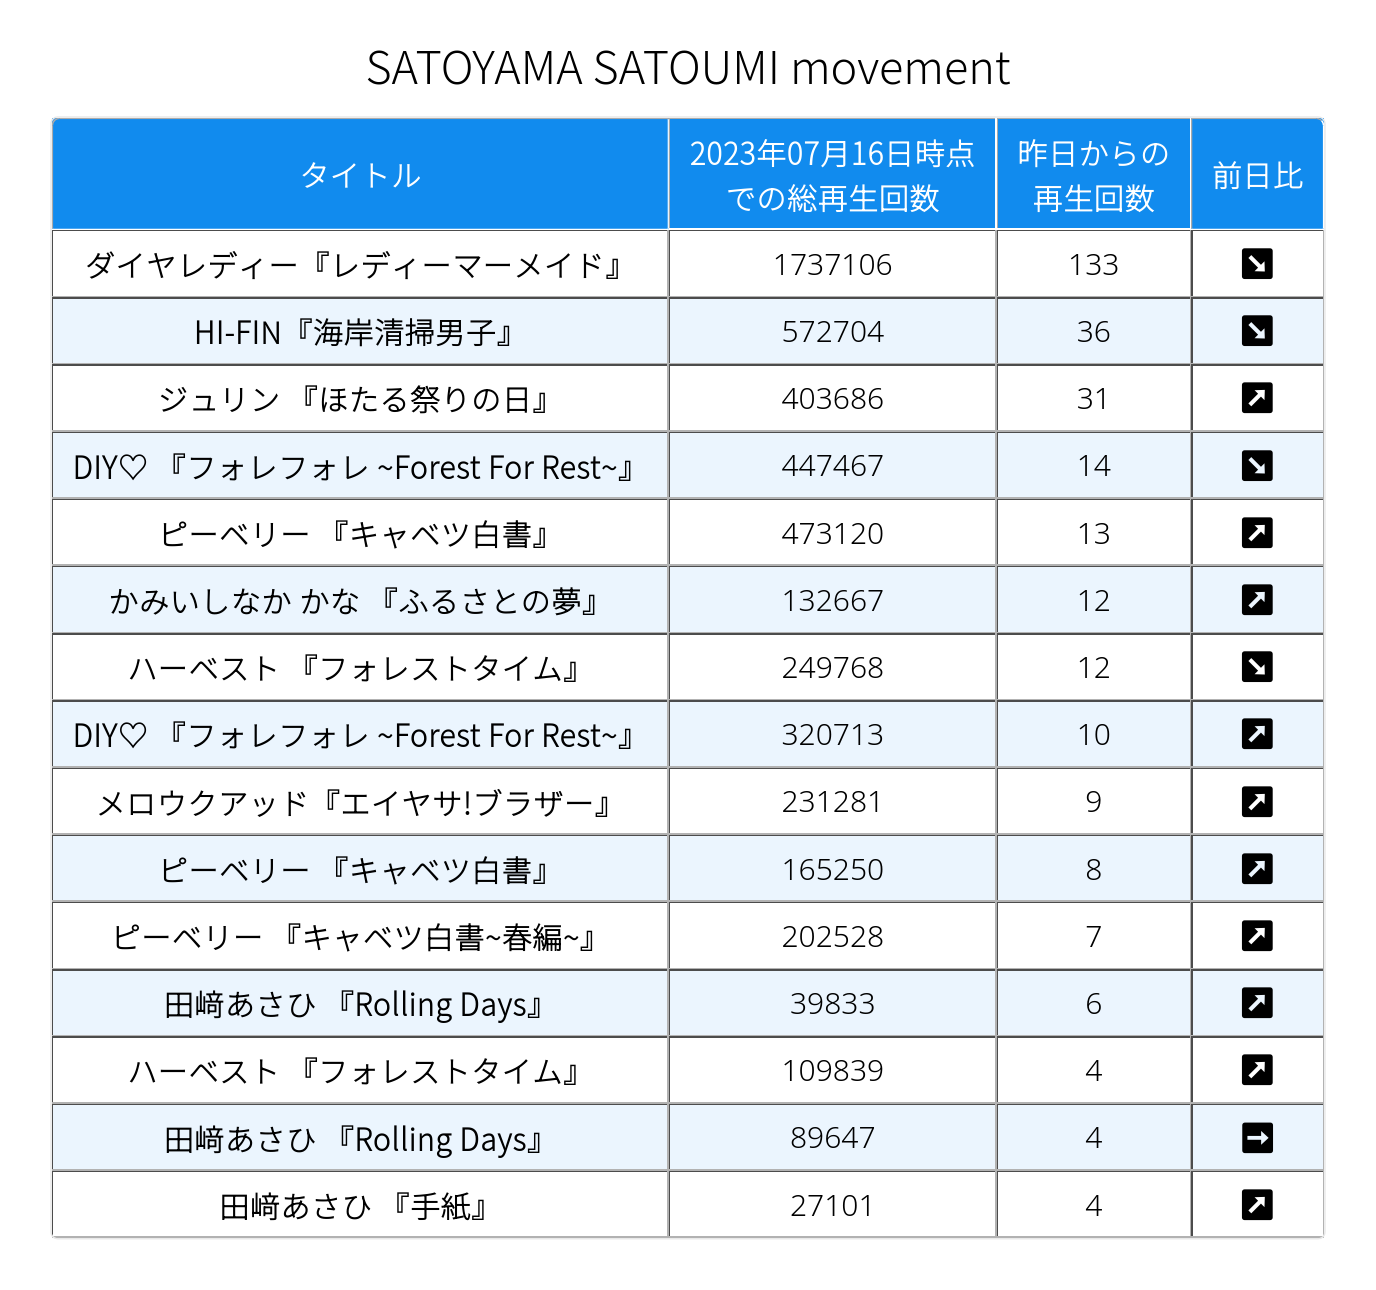 SATOYAMA SATOUMI movement
タイトル 2023年07月16日時点での総再生回数 昨日からの再生回数 前日比
ダイヤレディー『レディーマーメイド』 1737106 133 ↘
HI-FIN『海岸清掃男子』 572704 36 ↘
ジュリン 『ほたる祭りの日』 403686 31 ↗
DIY♡ 『フォレフォレ ~Forest For Rest~』 447467 14 ↘
ピーベリー 『キャベツ白書』 473120 13 ↗
かみいしなか かな 『ふるさとの夢』 132667 12 ↗
ハーベスト 『フォレストタイム』 249768 12 ↘
DIY♡ 『フォレフォレ ~Forest For Rest~』 320713 10 ↗
メロウクアッド『エイヤサ!ブラザー』 231281 9 ↗
ピーベリー 『キャベツ白書』 165250 8 ↗
ピーベリー 『キャベツ白書~春編~』 202528 7 ↗
田﨑あさひ 『Rolling Days』 39833 6 ↗
ハーベスト 『フォレストタイム』 109839 4 ↗
田﨑あさひ 『Rolling Days』 89647 4 →
田﨑あさひ 『手紙』 27101 4 ↗